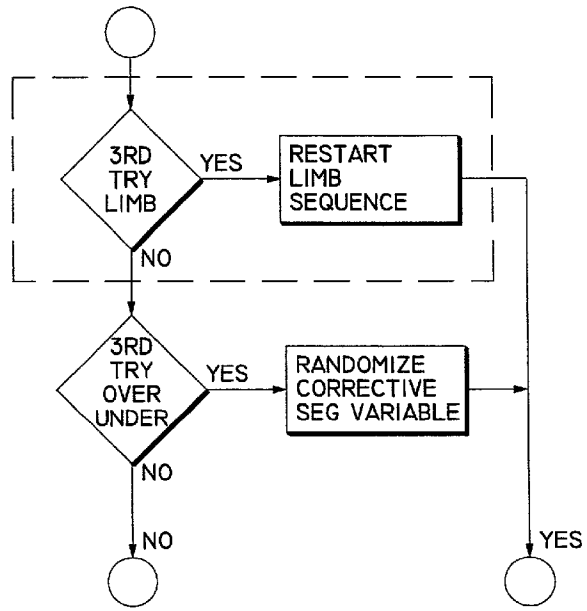 3RD
TRY
LIMB
YES
RESTART
LIMB
SEQUENCE
NO
3RD
TRY
OVER
UNDER
YES
RANDOMIZE
CORRECTIVE
SEG VARIABLE
NO
NO
YES